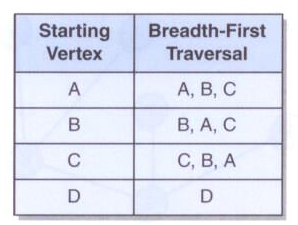 Starting Vertex Breadth-First Traversal
A A, B, C
B B, A, C
C C, B, A
D D